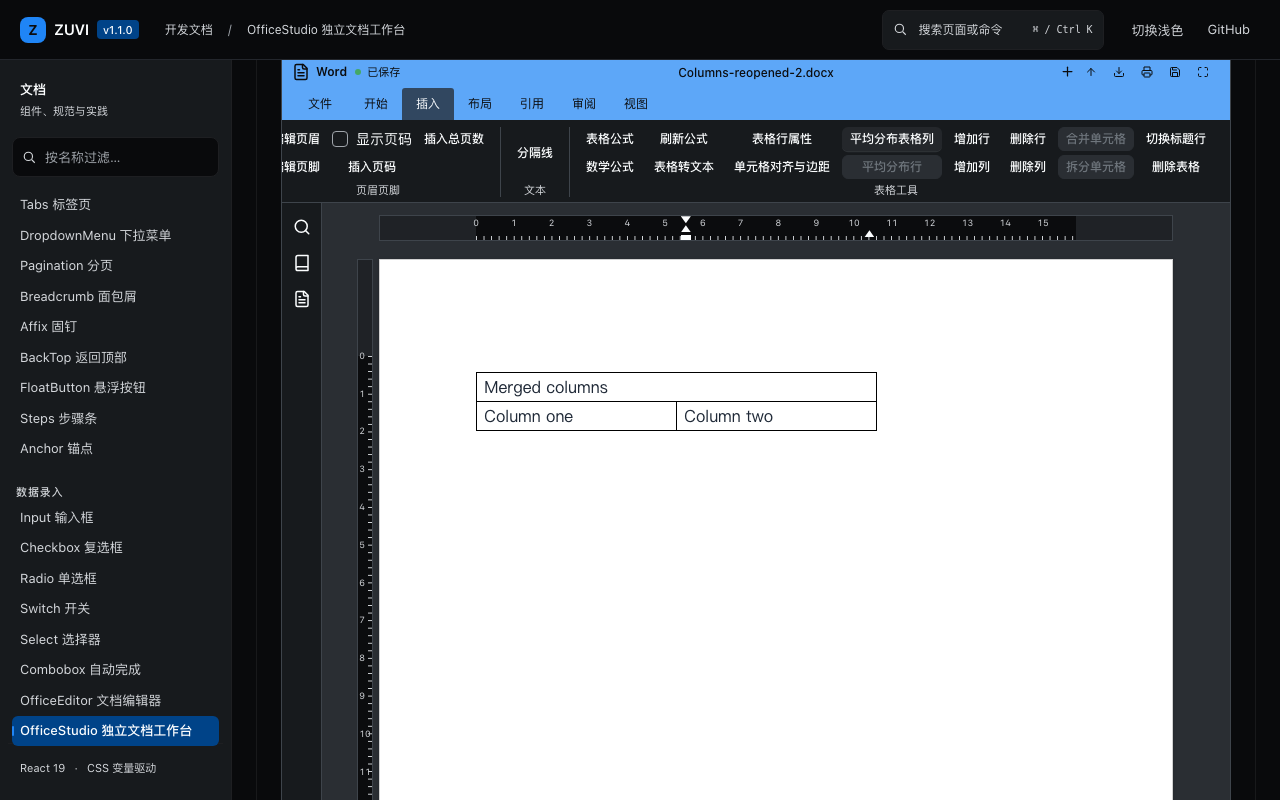 Z ZUVI v1.1.0 开发文档 / OfficeStudio 独立文档工作台 搜索页面或命令 ⌘ / Ctrl K 切换浅色 GitHub
文档
组件、规范与实践
按名称过滤...
Tabs 标签页
DropdownMenu 下拉菜单
Pagination 分页
Breadcrumb 面包屑
Affix 固钉
BackTop 返回顶部
FloatButton 悬浮按钮
Steps 步骤条
Anchor 锚点
数据录入
Input 输入框
Checkbox 复选框
Radio 单选框
Switch 开关
Select 选择器
Combobox 自动完成
OfficeEditor 文档编辑器
OfficeStudio 独立文档工作台
React 19 · CSS 变量驱动
Word 已保存 Columns-reopened-2.docx
文件 开始 插入 布局 引用 审阅 视图
辑页眉 显示页码 插入总页数
辑页脚 插入页码
页眉页脚
分隔线
文本
表格公式 刷新公式 表格行属性 平均分布表格列 增加行 删除行 合并单元格 切换标题行
数学公式 表格转文本 单元格对齐与边距 平均分布行 增加列 删除列 拆分单元格 删除表格
表格工具
0 1 2 3 4 5 6 7 8 9 10 11 12 13 14 15
0
1
2
3
4
5
6
7
8
9
10
11
Merged columns
Column one Column two